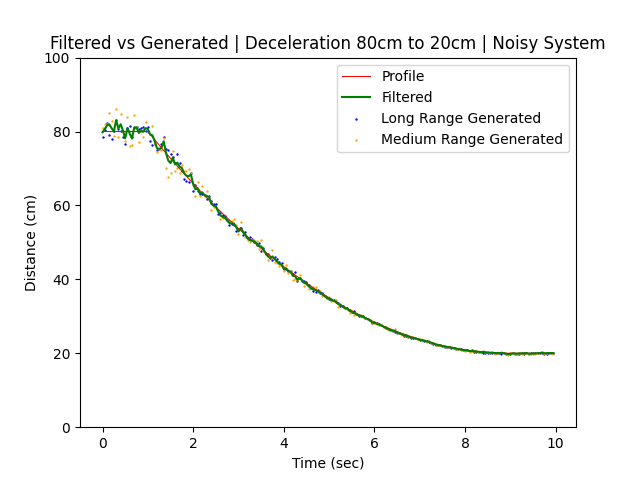 Filtered vs Generated | Deceleration 80cm to 20cm | Noisy System
100
80
60
40
20
0
Distance (cm)
Profile
Filtered
Long Range Generated
Medium Range Generated
0 2 4 6 8 10
Time (sec)